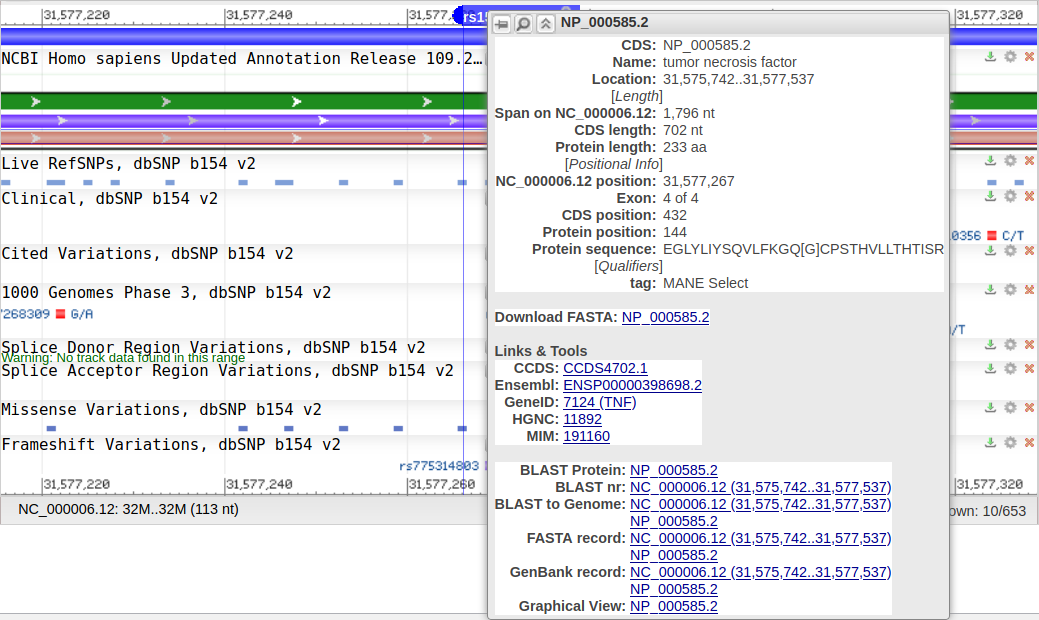 31,577,220
31,577,240
31,577,
rs15
31,577,320
NCBI Homo sapiens Updated Annotation Release 109.2…
Live RefSNPs, dbSNP b154 v2
Clinical, dbSNP b154 v2
0356 C/T
Cited Variations, dbSNP b154 v2
1000 Genomes Phase 3, dbSNP b154 v2
268309 G/A
/T
Splice Donor Region Variations, dbSNP b154 v2
Warning: No track data found in this range
Splice Acceptor Region Variations, dbSNP b154 v2
Missense Variations, dbSNP b154 v2
Frameshift Variations, dbSNP b154 v2
rs775314803
31,577,220
31,577,240
31,577,260
31,577,320
NC_000006.12: 32M..32M (113 nt)
own: 10/653
NP_000585.2
CDS: NP_000585.2
Name: tumor necrosis factor
Location: 31,575,742..31,577,537
[Length]
Span on NC_000006.12: 1,796 nt
CDS length: 702 nt
Protein length: 233 aa
[Positional Info]
NC_000006.12 position: 31,577,267
Exon: 4 of 4
CDS position: 432
Protein position: 144
Protein sequence: EGLYLIYSQVLFKGQ[G]CPSTHVLLTHTISR
[Qualifiers]
tag: MANE Select
Download FASTA: NP_000585.2
Links & Tools
CCDS: CCDS4702.1
Ensembl: ENSP00000398698.2
GeneID: 7124 (TNF)
HGNC: 11892
MIM: 191160
BLAST Protein: NP_000585.2
BLAST nr: NC_000006.12 (31,575,742..31,577,537)
BLAST to Genome: NC_000006.12 (31,575,742..31,577,537)
NP_000585.2
FASTA record: NC_000006.12 (31,575,742..31,577,537)
NP_000585.2
GenBank record: NC_000006.12 (31,575,742..31,577,537)
NP_000585.2
Graphical View: NP_000585.2